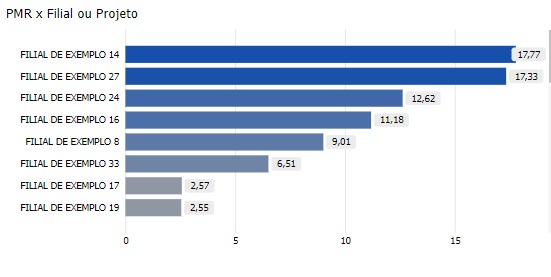 PMR x Filial ou Projeto
FILIAL DE EXEMPLO 14 17,77
FILIAL DE EXEMPLO 27 17,33
FILIAL DE EXEMPLO 24 12,62
FILIAL DE EXEMPLO 16 11,18
FILIAL DE EXEMPLO 8 9,01
FILIAL DE EXEMPLO 33 6,51
FILIAL DE EXEMPLO 17 2,57
FILIAL DE EXEMPLO 19 2,55
0 5 10 15